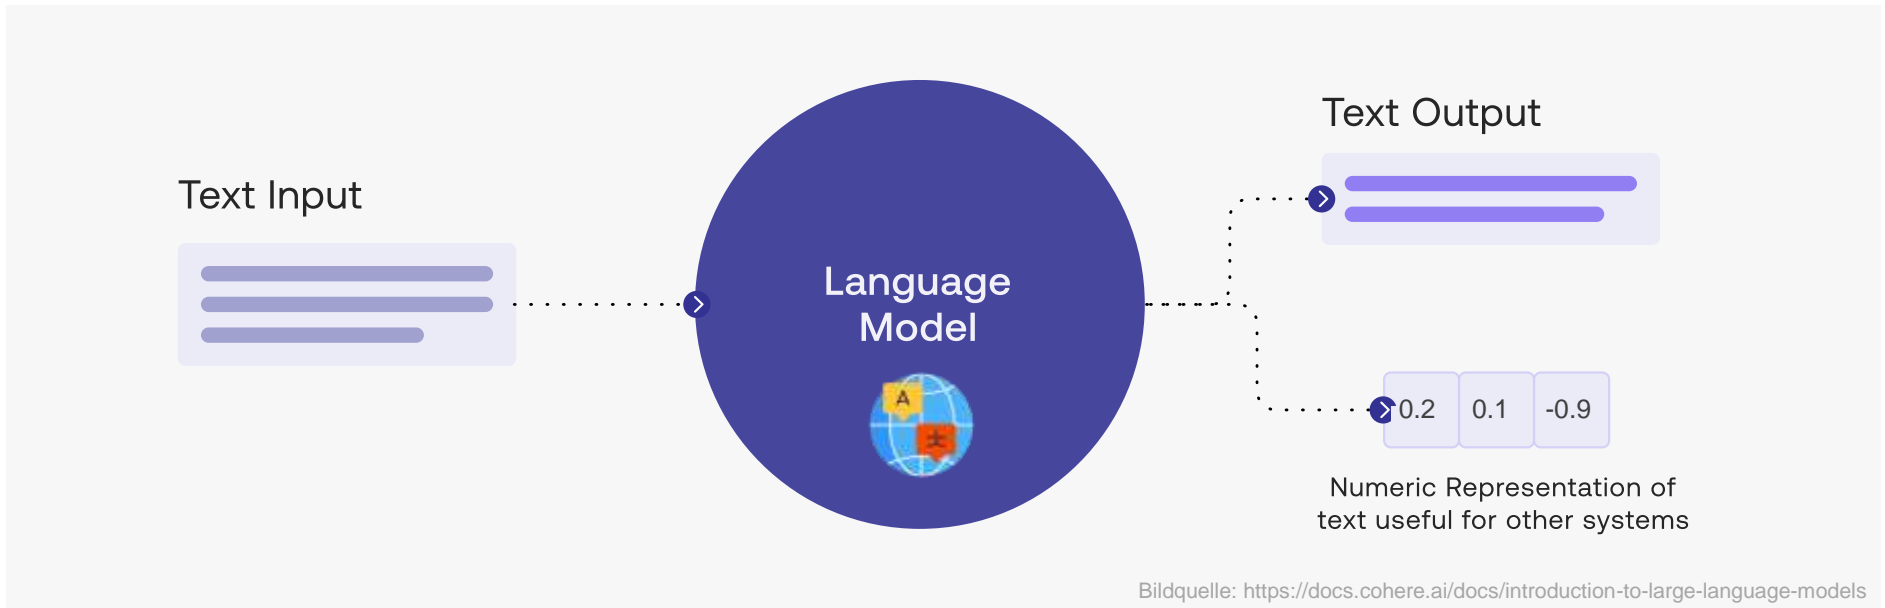 Text Input
Language
Model
A
Text Output
0.2 0.1 -0.9
Numeric Representation of
text useful for other systems
Bildquelle: https://docs.cohere.ai/docs/introduction-to-large-language-models